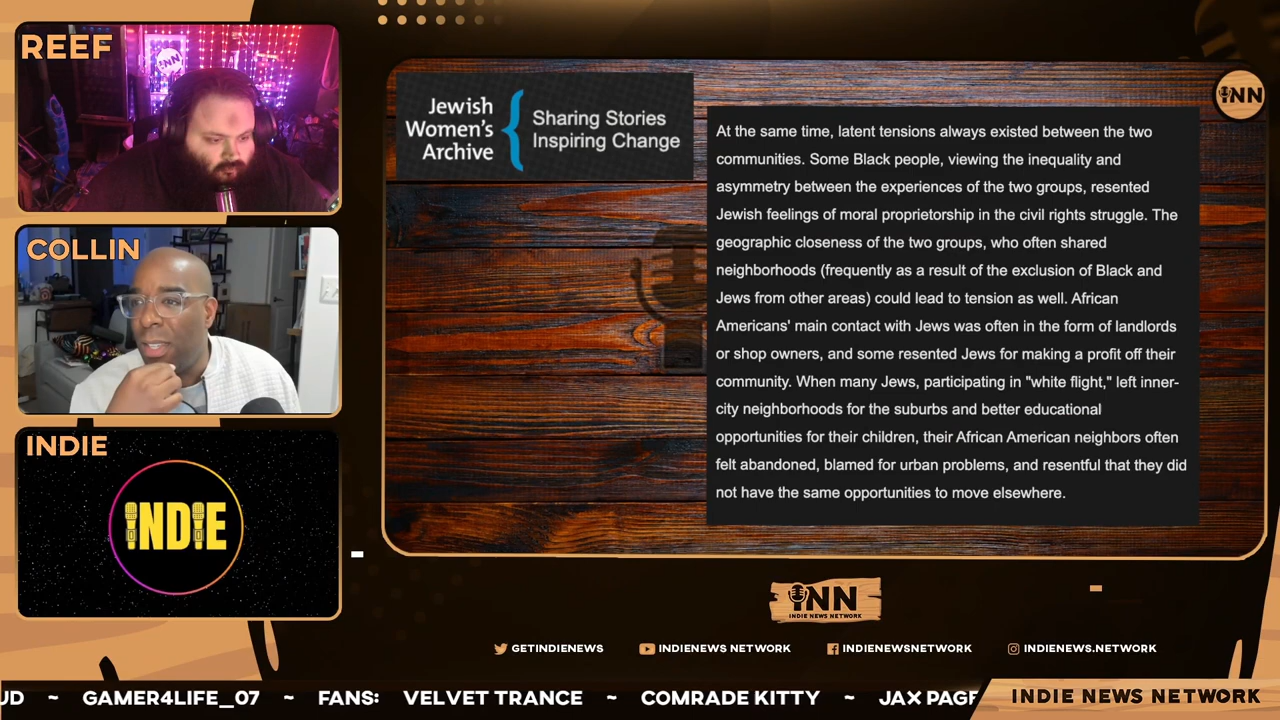 REEF
iNN
COLLIN
INDIE
INDIE
Jewish
Women's
Archive
Sharing Stories
Inspiring Change
At the same time, latent tensions always existed between the two
communities. Some Black people, viewing the inequality and
asymmetry between the experiences of the two groups, resented
Jewish feelings of moral proprietorship in the civil rights struggle. The
geographic closeness of the two groups, who often shared
neighborhoods (frequently as a result of the exclusion of Black and
Jews from other areas) could lead to tension as well. African
Americans' main contact with Jews was often in the form of landlords
or shop owners, and some resented Jews for making a profit off their
community. When many Jews, participating in "white flight," left inner-
city neighborhoods for the suburbs and better educational
opportunities for their children, their African American neighbors often
felt abandoned, blamed for urban problems, and resentful that they did
not have the same opportunities to move elsewhere.
iNN
iNN
INDIE NEWS NETWORK
GETINDIENEWS
INDIENEWS NETWORK
INDIENEWSNETWORK
INDIENEWS.NETWORK
UD ~ GAMER4LIFE_07 ~ FANS: VELVET TRANCE ~ COMRADE KITTY ~ JAX PAGE
INDIE NEWS NETWORK